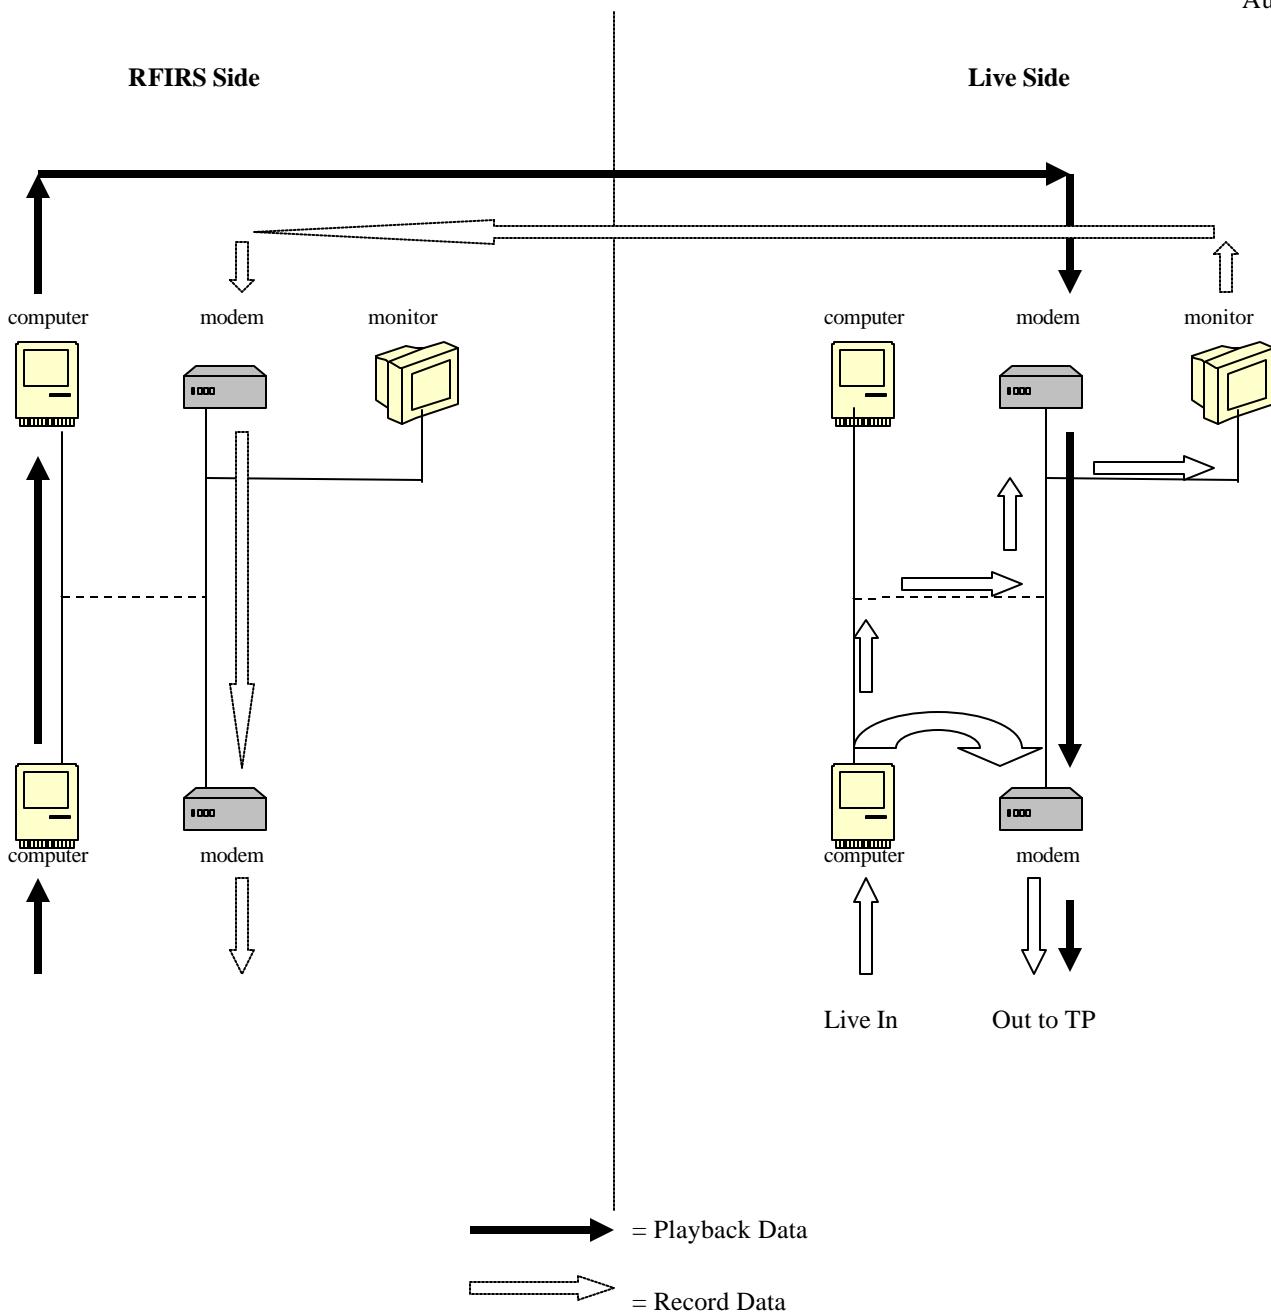 Au
RFIRS Side
Live Side
computer modem monitor
computer modem monitor
computer modem
computer modem
Live In
Out to TP
= Playback Data
= Record Data